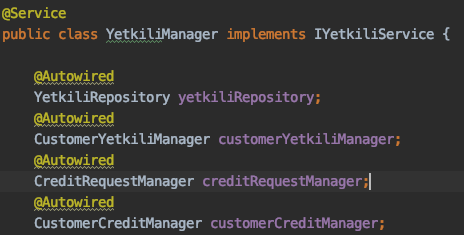 @Service
public class YetkiliManager implements IYetkiliService {
@Autowired
YetkiliRepository yetkiliRepository;
@Autowired
CustomerYetkiliManager customerYetkiliManager;
@Autowired
CreditRequestManager creditRequestManager;
@Autowired
CustomerCreditManager customerCreditManager;